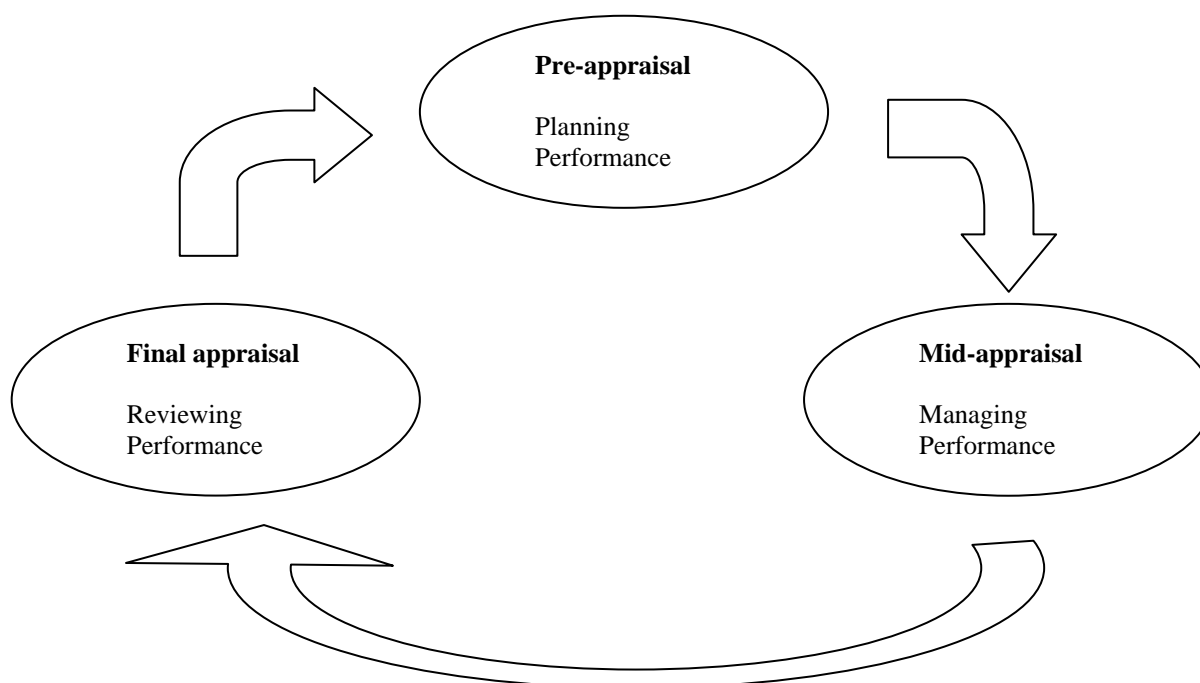 Pre-appraisal
Planning
Performance
Final appraisal
Reviewing
Performance
Mid-appraisal
Managing
Performance